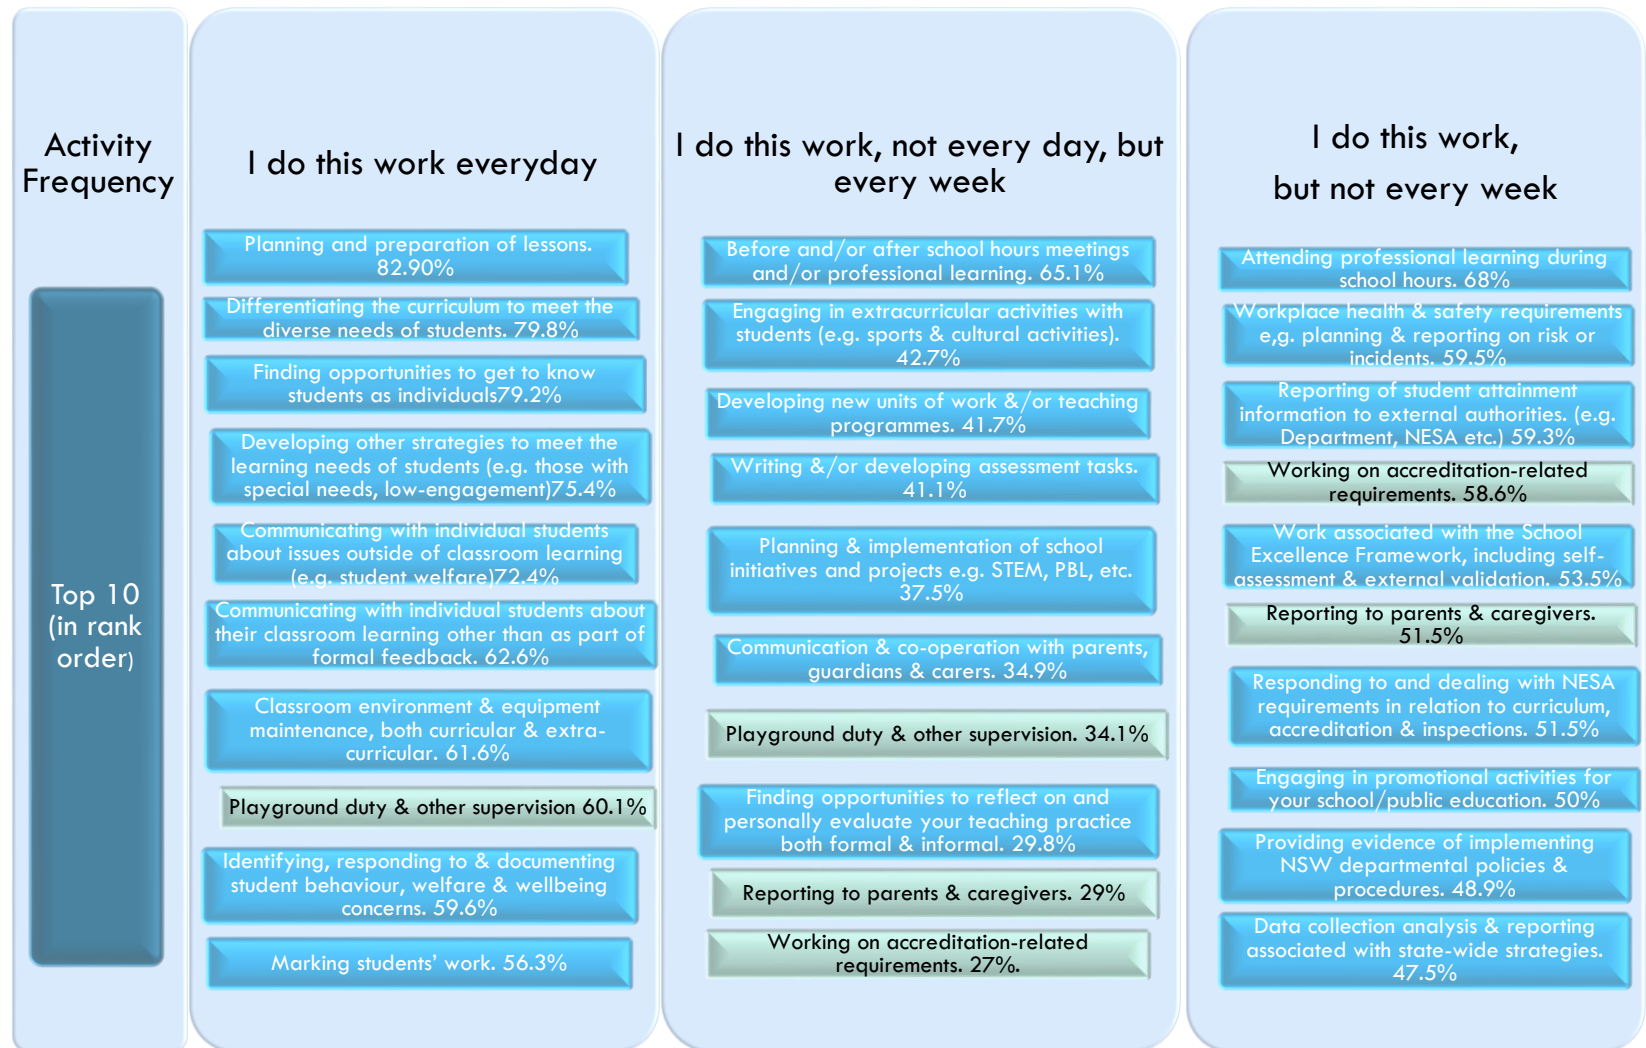 Activity
Frequency
Top 10
(in rank
order)
I do this work everyday
Planning and preparation of lessons.
82.90%
Differentiating the curriculum to meet the
diverse needs of students. 79.8%
Finding opportunities to get to know
students as individuals79.2%
Developing other strategies to meet the
learning needs of students (e.g. those with
special needs, low-engagement)75.4%
Communicating with individual students
about issues outside of classroom learning
(e.g. student welfare)72.4%
Communicating with individual students about
their classroom learning other than as part of
formal feedback. 62.6%
Classroom environment & equipment
maintenance, both curricular & extra-
curricular. 61.6%
Playground duty & other supervision 60.1%
Identifying, responding to & documenting
student behaviour, welfare & wellbeing
concerns. 59.6%
Marking students' work. 56.3%
I do this work, not every day, but
every week
Before and/or after school hours meetings
and/or professional learning. 65.1%
Engaging in extracurricular activities with
students (e.g. sports & cultural activities).
42.7%
Developing new units of work &/or teaching
programmes. 41.7%
Writing &/or developing assessment tasks.
41.1%
Planning & implementation of school
initiatives and projects e.g. STEM, PBL, etc.
37.5%
Communication & co-operation with parents,
guardians & carers. 34.9%
Playground duty & other supervision. 34.1%
Finding opportunities to reflect on and
personally evaluate your teaching practice
both formal & informal. 29.8%
Reporting to parents & caregivers. 29%
Working on accreditation-related
requirements. 27%.
I do this work,
but not every week
Attending professional learning during
school hours. 68%
Workplace health & safety requirements
e,g. planning & reporting on risk or
incidents. 59.5%
Reporting of student attainment
information to external authorities. (e.g.
Department, NESA etc.) 59.3%
Working on accreditation-related
requirements. 58.6%
Work associated with the School
Excellence Framework, including self-
assessment & external validation. 53.5%
Reporting to parents & caregivers.
51.5%
Responding to and dealing with NESA
requirements in relation to curriculum,
accreditation & inspections. 51.5%
Engaging in promotional activities for
your school/public education. 50%
Providing evidence of implementing
NSW departmental policies &
procedures. 48.9%
Data collection analysis & reporting
associated with state-wide strategies.
47.5%